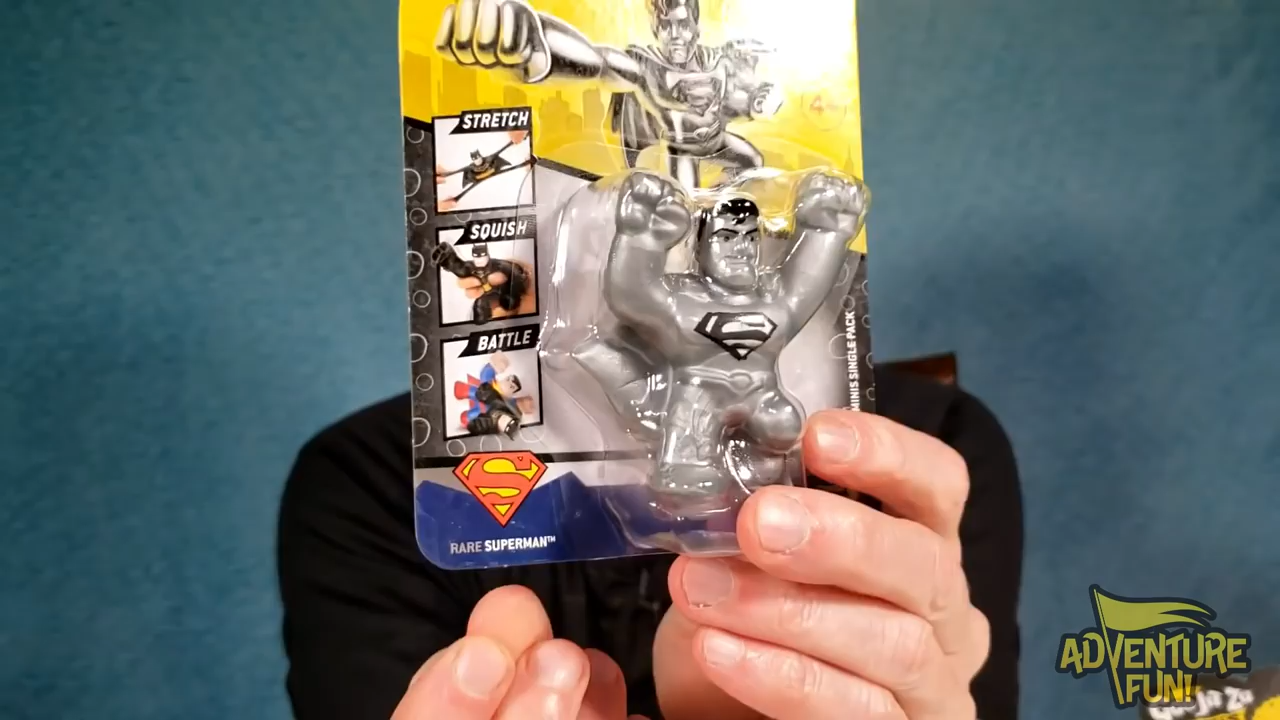 4+
STRETCH
SQUISH
BATTLE
MINIS SINGLE PACK
RARE SUPERMAN™
ADVENTURE
FUN!